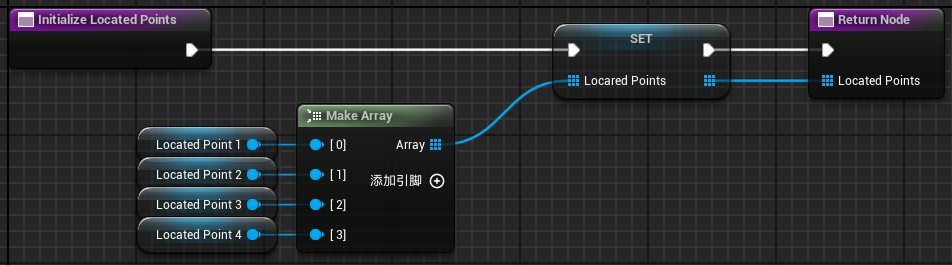 Initialize Located Points
SET
Return Node
Locared Points
Located Points
Make Array
Located Point 1
[ 0]
Array
Located Point 2
[ 1]
添加引脚
Located Point 3
[ 2]
Located Point 4
[ 3]